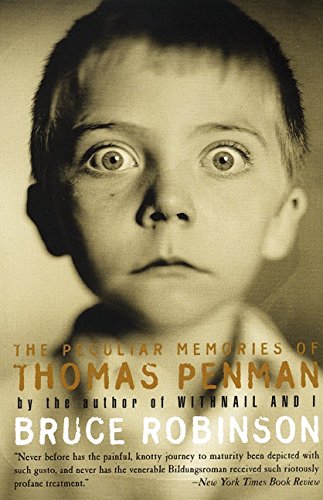 THE PECULIAR MEMORIES OF
THOMAS PENMAN
by the author of WITHNAIL AND I
BRUCE ROBINSON
"Never before has the painful, knotty journey to maturity been depicted with
such gusto, and never has the venerable Bildungsroman received such riotously
profane treatment." —New York Times Book Review